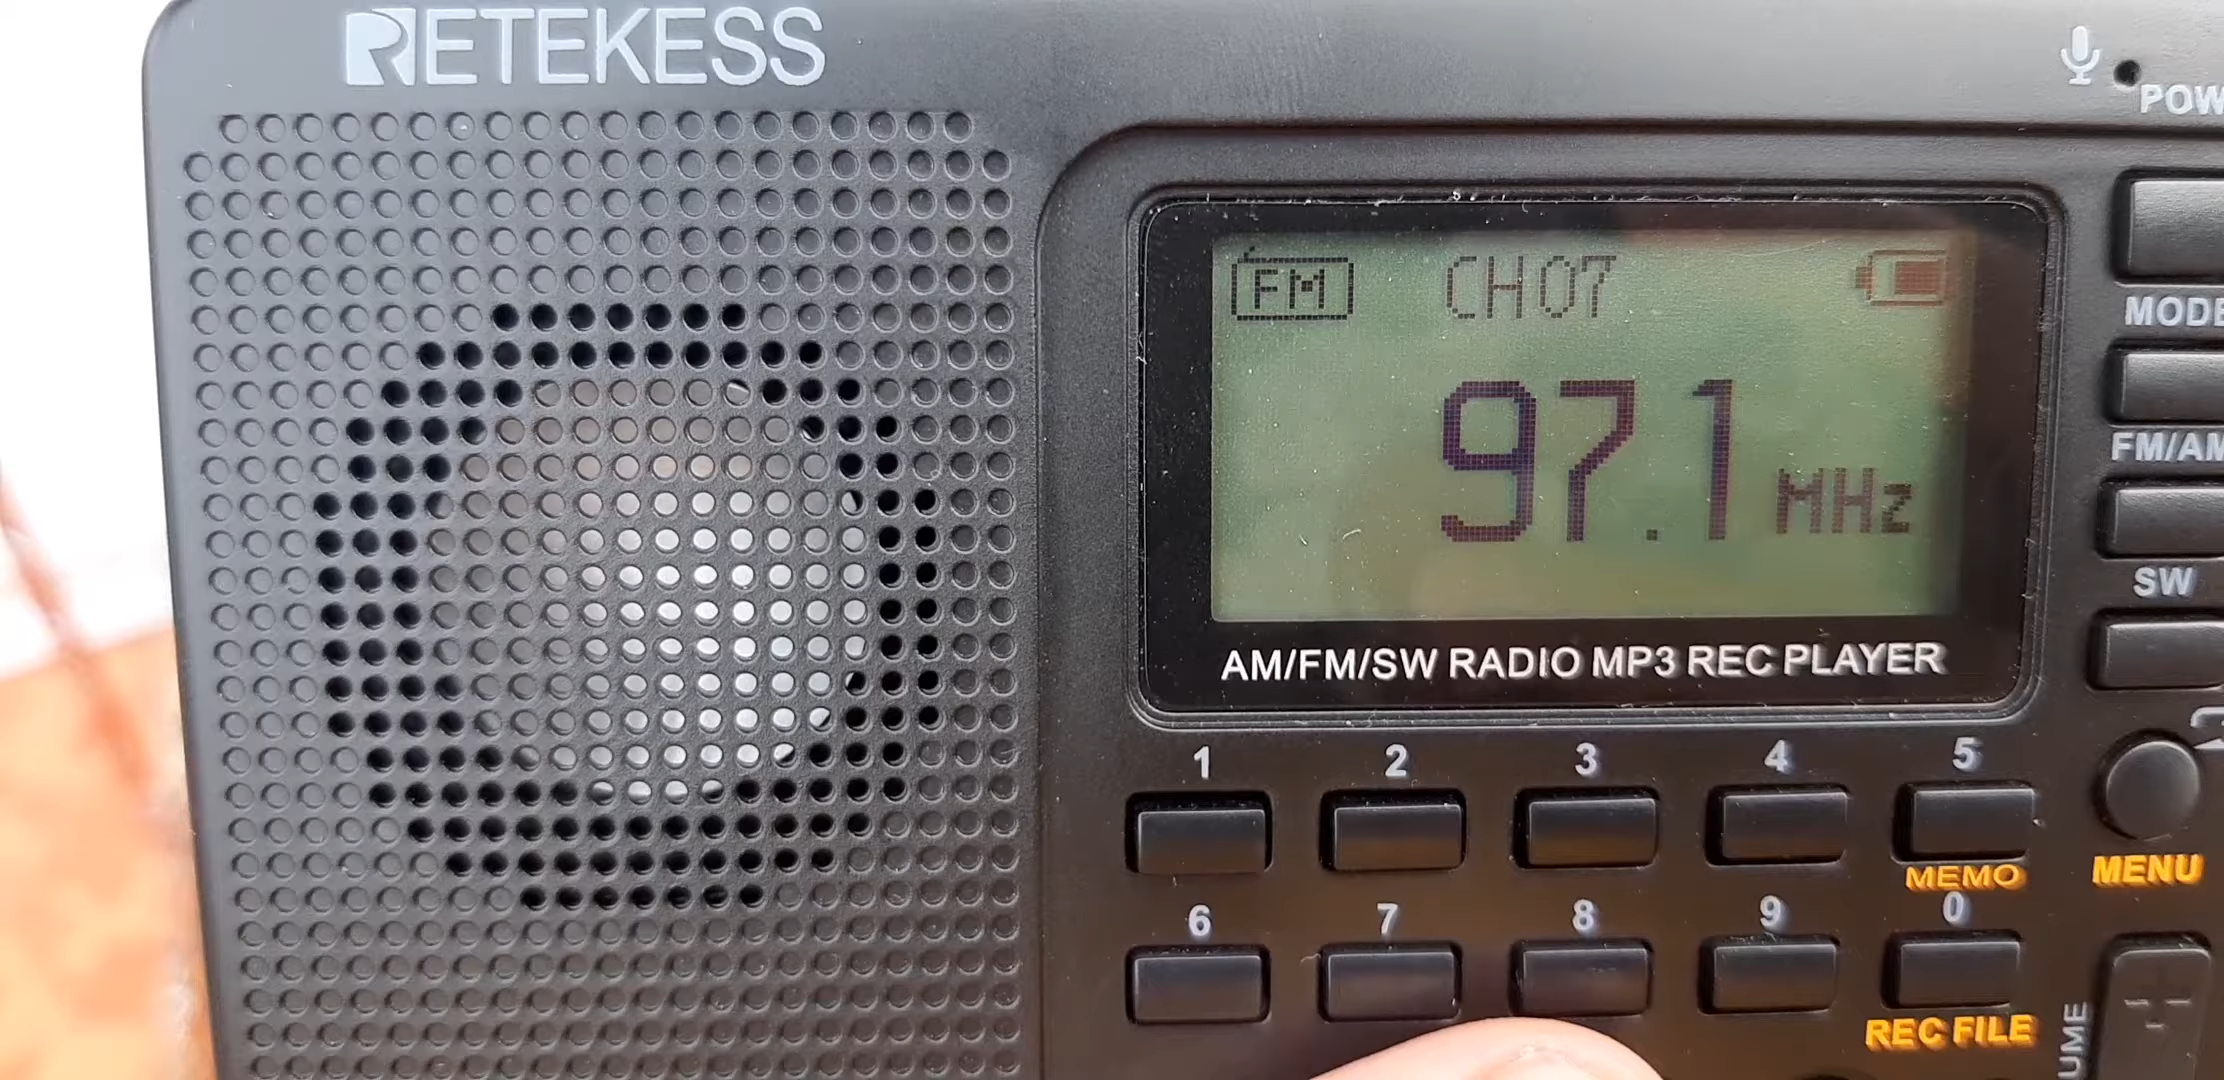 RETEKESS
POW
FM CH07
97.1 MHz
MODE
FM/AM
SW
AM/FM/SW RADIO MP3 REC PLAYER
1 2 3 4 5
MEMO
MENU
6 7 8 9 0
REC FILE
UME